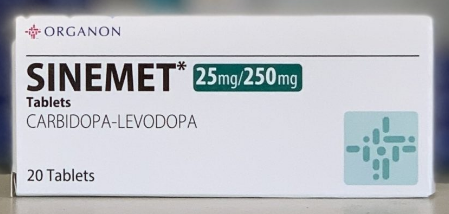 ORGANON
SINEMET* 25mg/250mg
Tablets
CARBIDOPA-LEVODOPA
20 Tablets